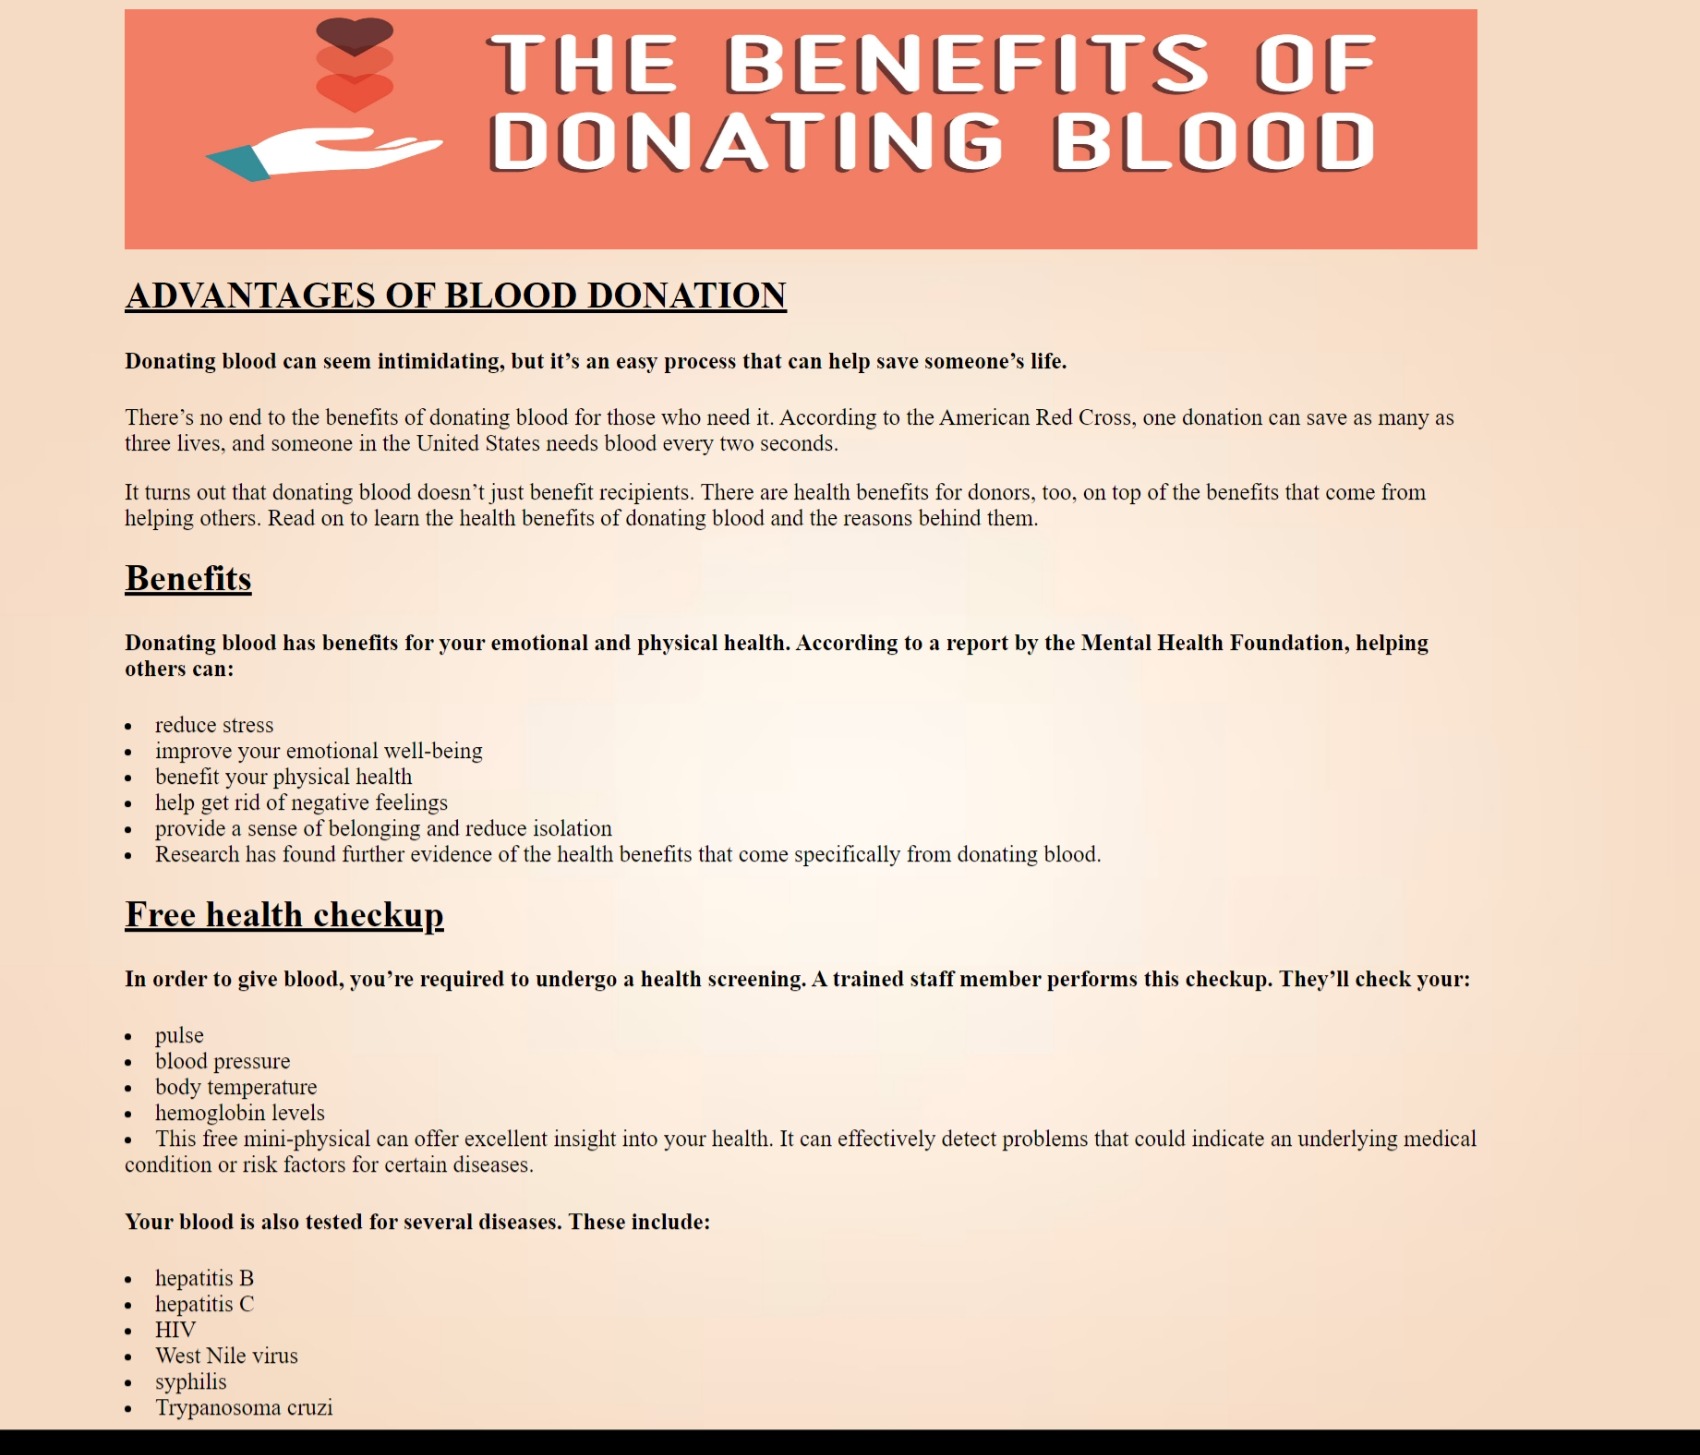 THE BENEFITS OF
DONATING BLOOD
ADVANTAGES OF BLOOD DONATION
Donating blood can seem intimidating, but it’s an easy process that can help save someone’s life.
There’s no end to the benefits of donating blood for those who need it. According to the American Red Cross, one donation can save as many as
three lives, and someone in the United States needs blood every two seconds.
It turns out that donating blood doesn’t just benefit recipients. There are health benefits for donors, too, on top of the benefits that come from
helping others. Read on to learn the health benefits of donating blood and the reasons behind them.
Benefits
Donating blood has benefits for your emotional and physical health. According to a report by the Mental Health Foundation, helping
others can:
• reduce stress
• improve your emotional well-being
• benefit your physical health
• help get rid of negative feelings
• provide a sense of belonging and reduce isolation
• Research has found further evidence of the health benefits that come specifically from donating blood.
Free health checkup
In order to give blood, you’re required to undergo a health screening. A trained staff member performs this checkup. They’ll check your:
• pulse
• blood pressure
• body temperature
• hemoglobin levels
• This free mini-physical can offer excellent insight into your health. It can effectively detect problems that could indicate an underlying medical
condition or risk factors for certain diseases.
Your blood is also tested for several diseases. These include:
• hepatitis B
• hepatitis C
• HIV
• West Nile virus
• syphilis
• Trypanosoma cruzi